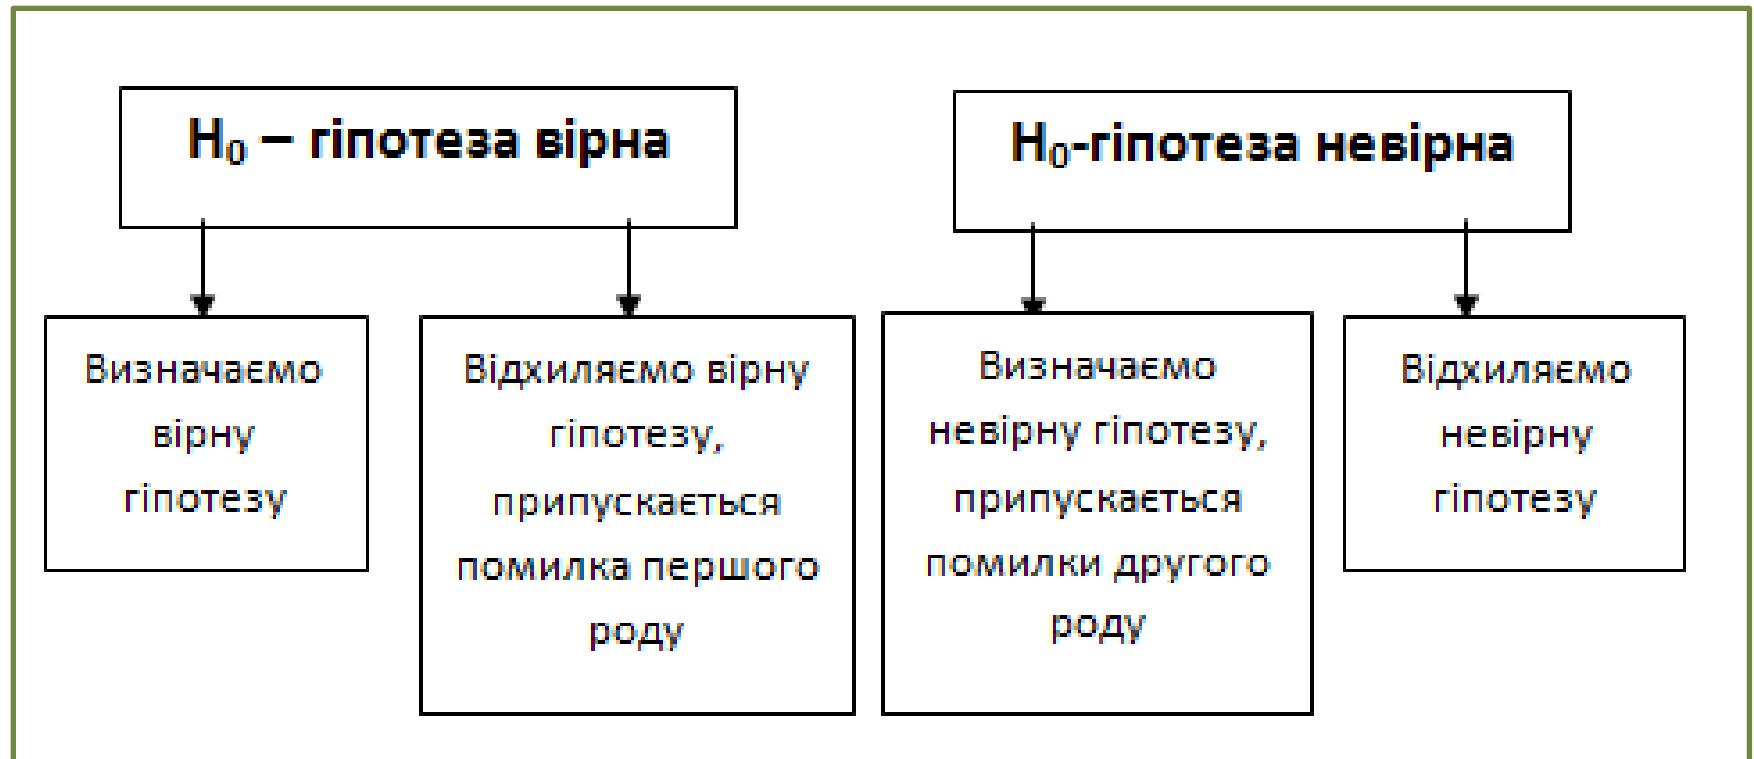 H₀ – гіпотеза вірна
H₀-гіпотеза невірна
Визначаємо
вірну
гіпотезу
Відхиляємо вірну
гіпотезу,
припускається
помилка першого
роду
Визначаємо
невірну гіпотезу,
припускається
помилки другого
роду
Відхиляємо
невірну
гіпотезу